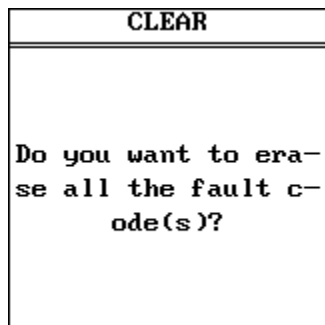 CLEAR
Do you want to era-
se all the fault c-
ode(s)?